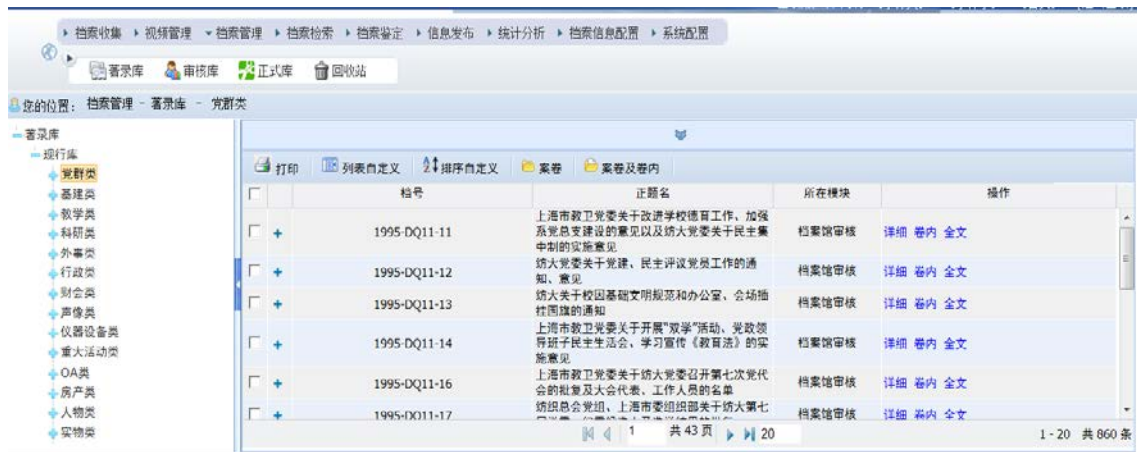 档案收集 视频管理 档案管理 档案检索 档案鉴定 信息发布 统计分析 档案信息配置 系统配置
著录库 审核库 正式库 回收站
您的位置： 档案管理 - 著录库 - 党群类
著录库
现行库
党群类
基建类
教学类
科研类
外事类
行政类
财会类
声像类
仪器设备类
重大活动类
OA类
房产类
人物类
实物类
打印 列表自定义 排序自定义 案卷 案卷及卷内
档号 正题名 所在模块 操作
1995-DQ11-11 上海市教卫党委关于改进学校德育工作、加强
系党总支建设的意见以及纺大党委关于民主集
中制的实施意见 档案馆审核 详细 卷内 全文
1995-DQ11-12 纺大党委关于党建、民主评议党员工作的通
知、意见 档案馆审核 详细 卷内 全文
1995-DQ11-13 纺大关于校园基础文明规范和办公室、会场插
挂国旗的通知 档案馆审核 详细 卷内 全文
1995-DQ11-14 上海市教卫党委关于开展"双学"活动、党政领
导班子民主生活会、学习宣传《教育法》的实
施意见 档案馆审核 详细 卷内 全文
1995-DQ11-16 上海市教卫党委关于纺大党委召开第七次党代
会的批复及大会代表、工作人员的名单 档案馆审核 详细 卷内 全文
1995-DQ11-17 纺织总会党组、上海市委组织部关于纺大第七 档案馆审核 详细 卷内 全文
1 共 43 页 20 1 - 20 共 860 条